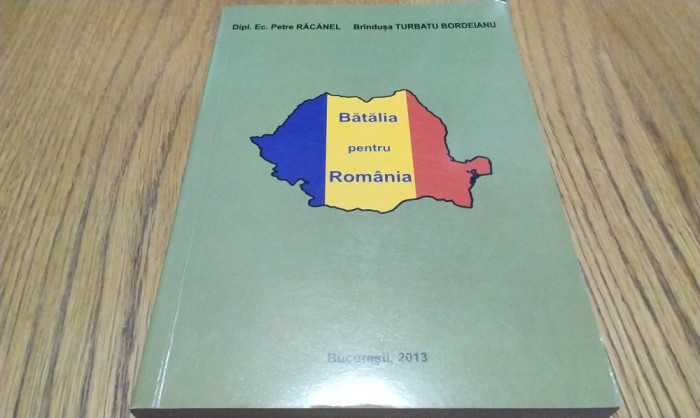 Dipl. Ec. Petre RĂCĂNEL Brîndușa TURBATU BORDEIANU
Bătălia
pentru
România
București, 2013